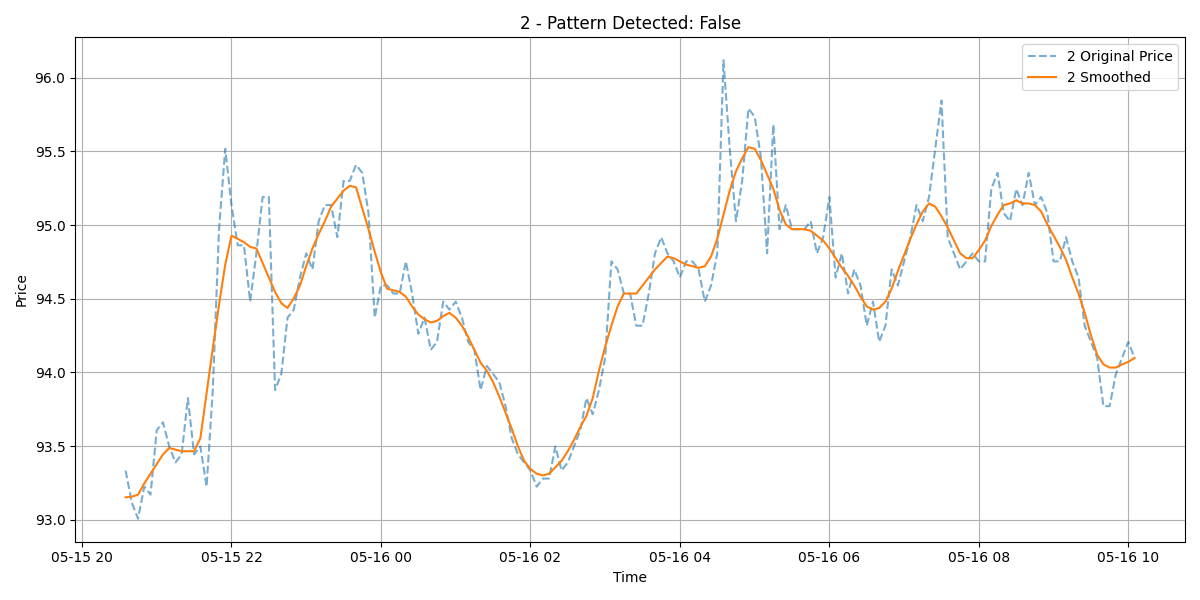 2 - Pattern Detected: False
2 Original Price
2 Smoothed
Price
96.0
95.5
95.0
94.5
94.0
93.5
93.0
05-15 20 05-15 22 05-16 00 05-16 02 05-16 04 05-16 06 05-16 08 05-16 10
Time